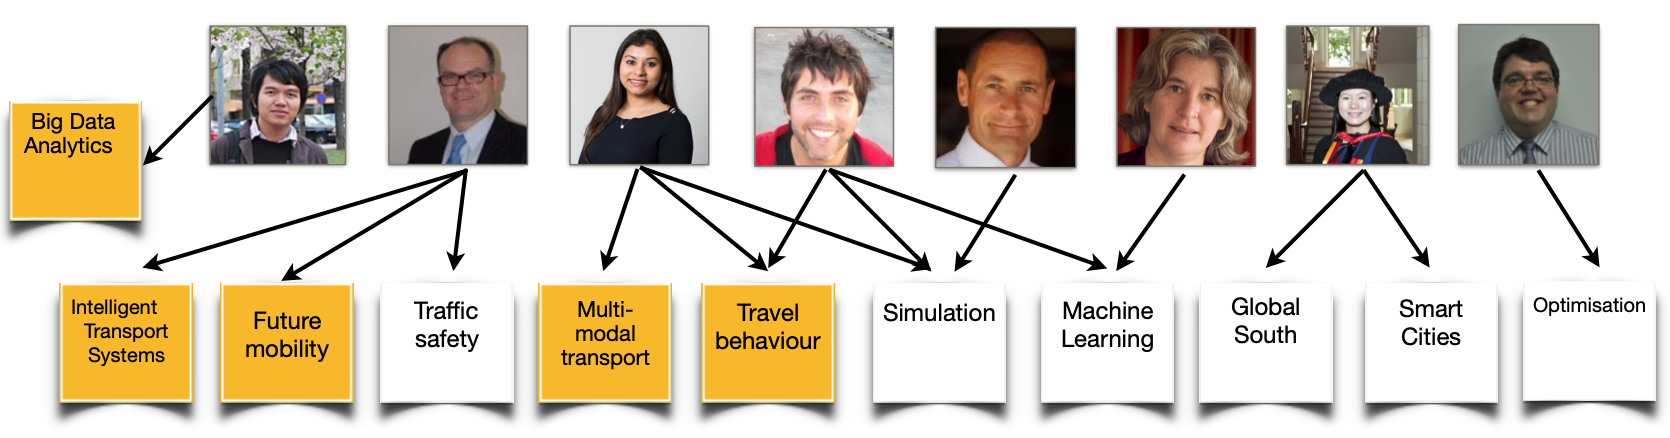 Big Data
Analytics
Intelligent
Transport
Systems
Future
mobility
Traffic
safety
Multi-
modal
transport
Travel
behaviour
Simulation
Machine
Learning
Global
South
Smart
Cities
Optimisation